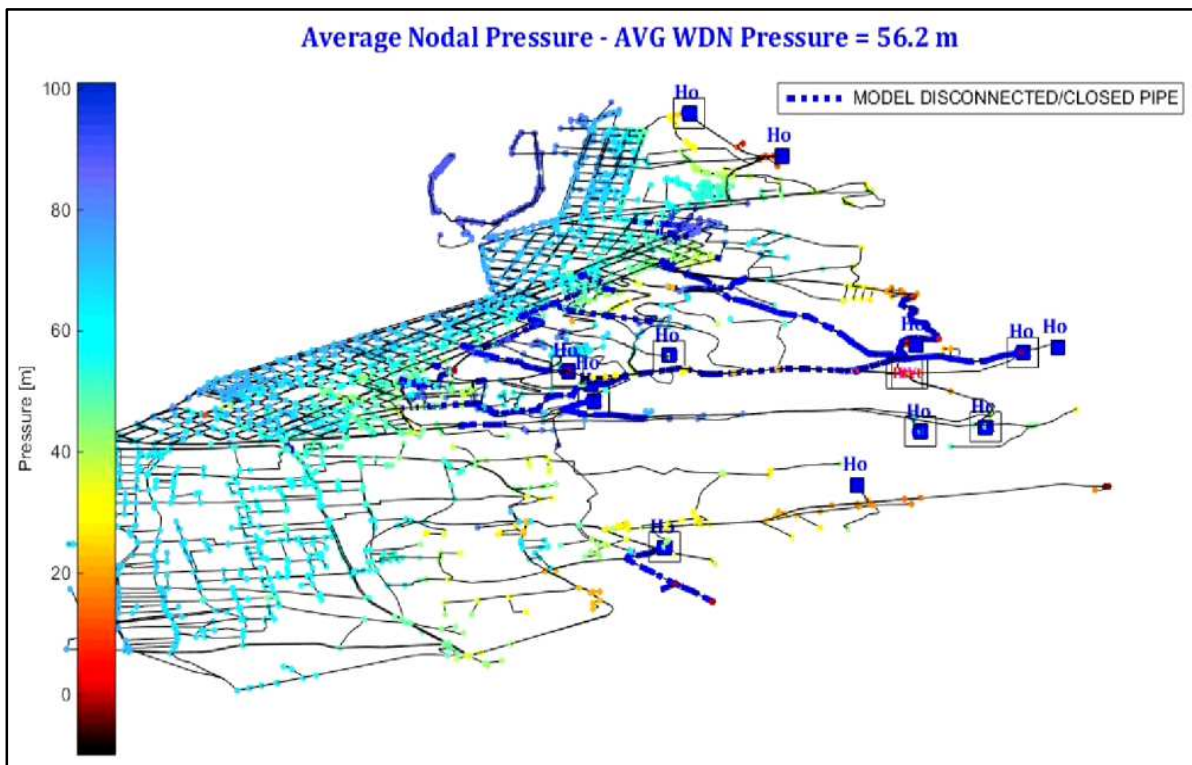 Average Nodal Pressure - AVG WDN Pressure = 56.2 m
100
80
60
40
20
0
Pressure [m]
MODEL DISCONNECTED/CLOSED PIPE
Ho
Ho
Ho
Ho
Ho
Ho
Ho
Ho
Ho
Ho
Ho